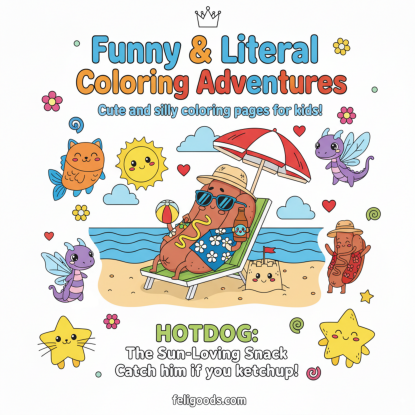 Funny & Literal
Coloring Adventures
Cute and silly coloring pages for kids!
HOTDOG:
The Sun-Loving Snack
Catch him if you ketchup!
feligoods.com